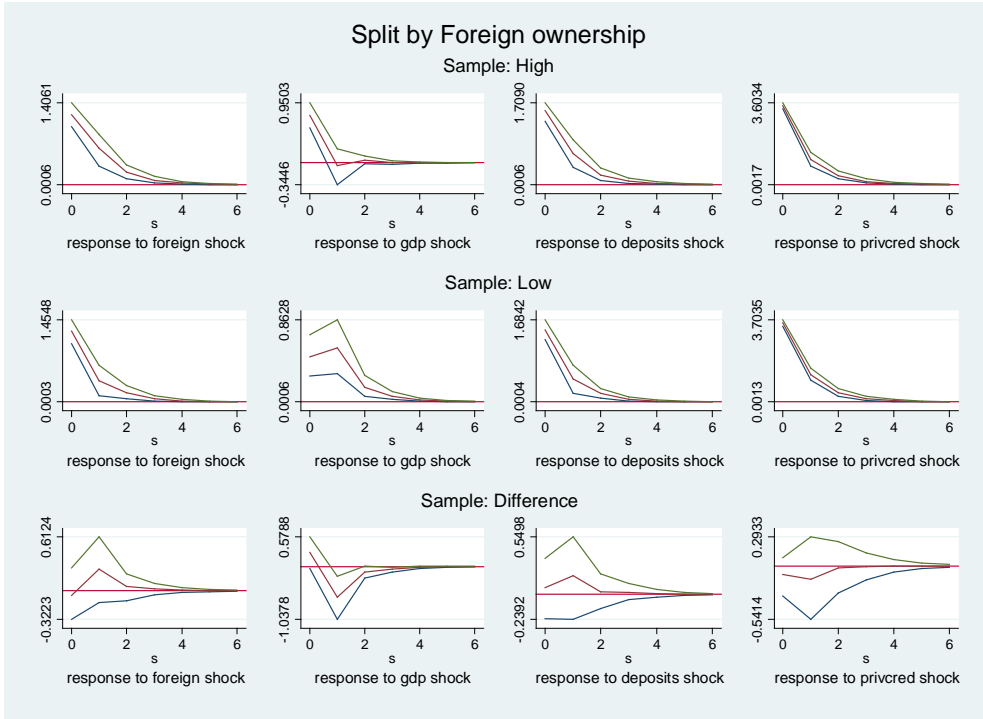 Split by Foreign ownership
Sample: High
1.4061 0.9503 1.7090 3.6034
0.0006 -0.3446 0.0006 0.0017
0 2 4 6 0 2 4 6 0 2 4 6 0 2 4 6
s s s s
response to foreign shock response to gdp shock response to deposits shock response to privcred shock
Sample: Low
1.4548 0.8628 1.6842 3.7035
0.0003 0.0006 0.0004 0.0013
0 2 4 6 0 2 4 6 0 2 4 6 0 2 4 6
s s s s
response to foreign shock response to gdp shock response to deposits shock response to privcred shock
Sample: Difference
0.6124 0.5788 0.5498 0.2933
-0.3223 -1.0378 -0.2392 -0.5414
0 2 4 6 0 2 4 6 0 2 4 6 0 2 4 6
s s s s
response to foreign shock response to gdp shock response to deposits shock response to privcred shock